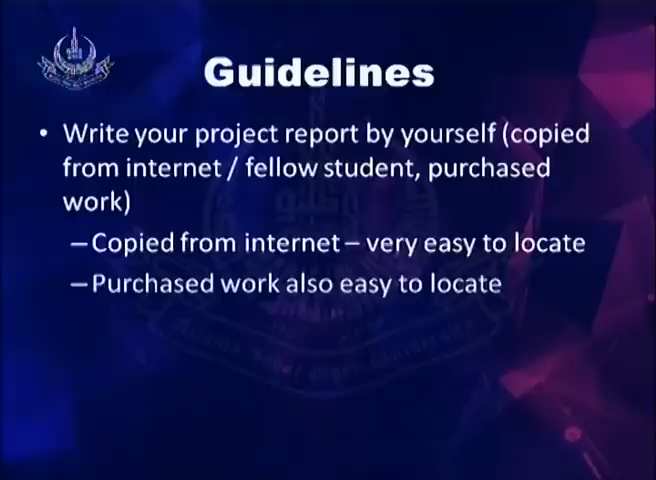 Guidelines
• Write your project report by yourself (copied
from internet / fellow student, purchased
work)
– Copied from internet – very easy to locate
– Purchased work also easy to locate